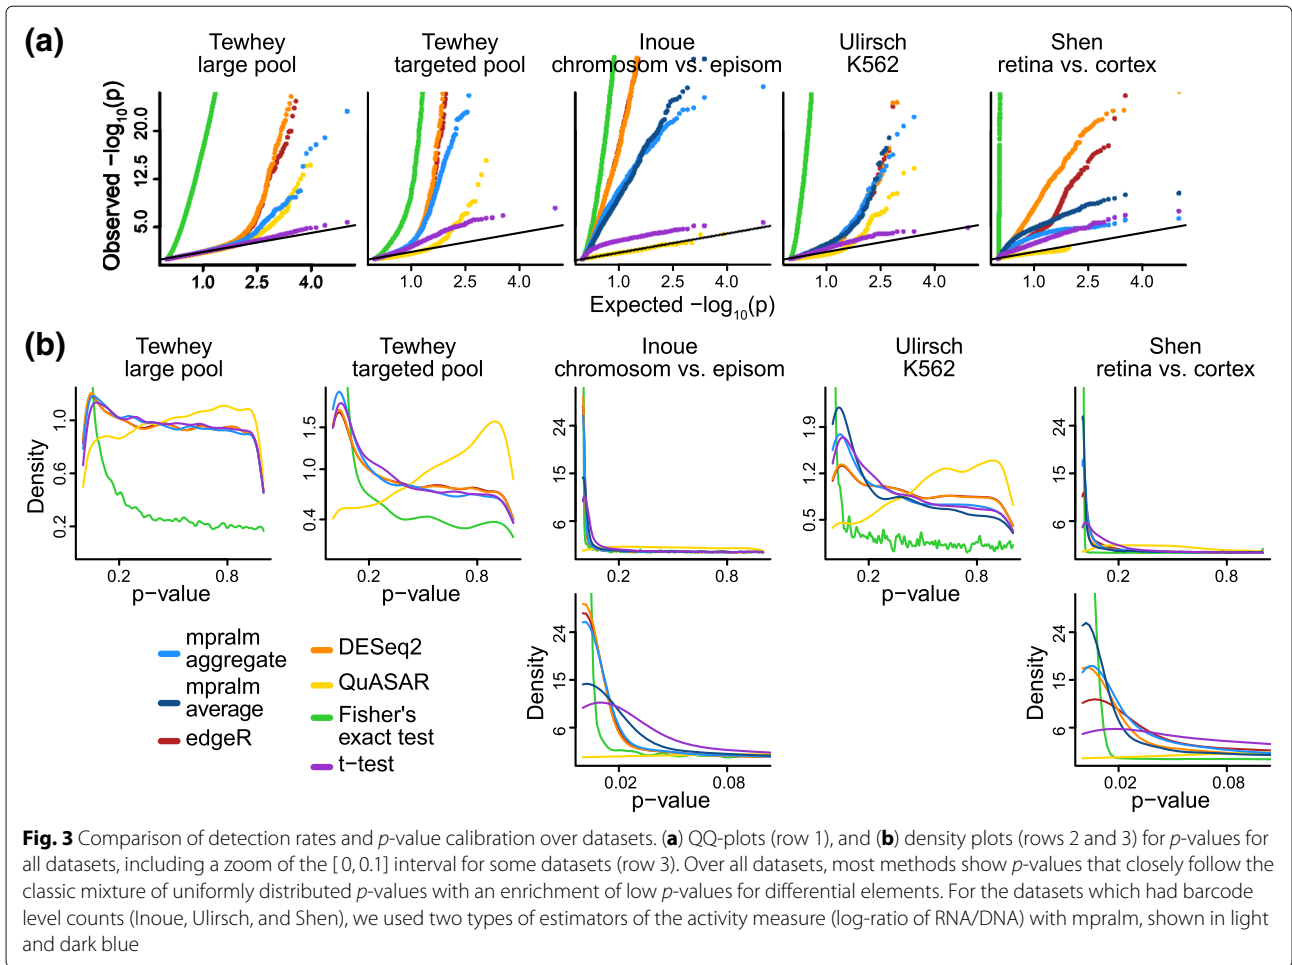 (a)
Tewhey
large pool
Tewhey
targeted pool
Inoue
chromosom vs. episom
Ulirsch
K562
Shen
retina vs. cortex
Observed −log10(p)
20.0
12.5
5.0
1.0 2.5 4.0
1.0 2.5 4.0
1.0 2.5 4.0
1.0 2.5 4.0
1.0 2.5 4.0
Expected −log10(p)
(b)
Tewhey
large pool
Tewhey
targeted pool
Inoue
chromosom vs. episom
Ulirsch
K562
Shen
retina vs. cortex
Density
1.0
0.6
0.2
0.2 0.8
p−value
1.5
1.0
0.4
0.2 0.8
p−value
24
15
6
0.2 0.8
1.9
1.2
0.5
0.2 0.8
p−value
24
15
6
0.2 0.8
mpralm
aggregate
mpralm
average
edgeR
DESeq2
QuASAR
Fisher's
exact test
t−test
Density
24
15
6
0.02 0.08
p−value
Density
24
15
6
0.02 0.08
p−value
Fig. 3 Comparison of detection rates and p-value calibration over datasets. (a) QQ-plots (row 1), and (b) density plots (rows 2 and 3) for p-values for
all datasets, including a zoom of the [ 0, 0.1] interval for some datasets (row 3). Over all datasets, most methods show p-values that closely follow the
classic mixture of uniformly distributed p-values with an enrichment of low p-values for differential elements. For the datasets which had barcode
level counts (Inoue, Ulirsch, and Shen), we used two types of estimators of the activity measure (log-ratio of RNA/DNA) with mpralm, shown in light
and dark blue